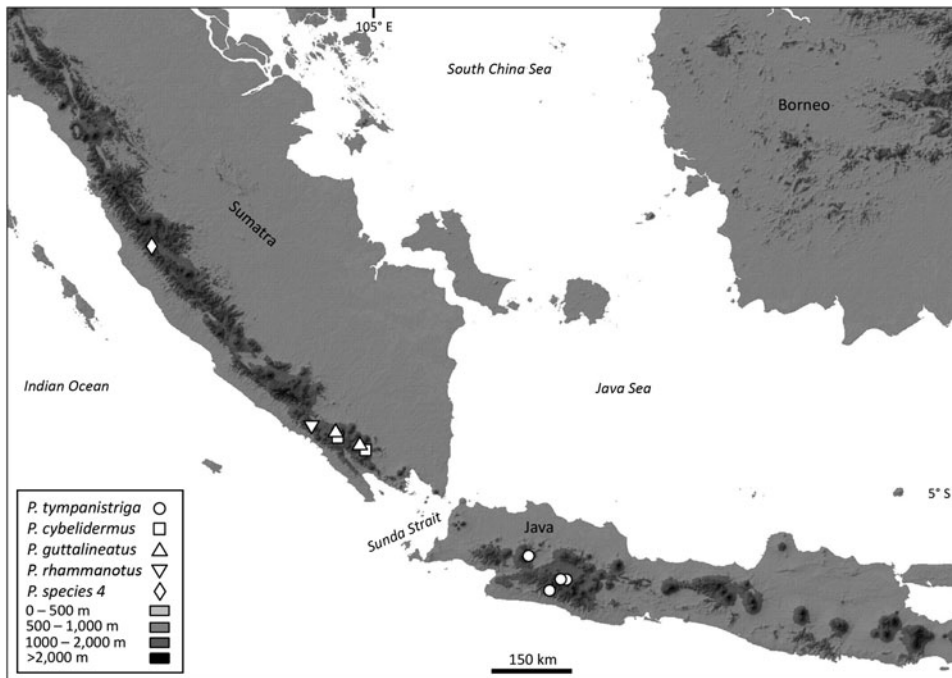 105° E
South China Sea
Borneo
Sumatra
Indian Ocean
Java Sea
5° S
Sunda Strait
Java
P. tympanistriga
P. cybelidermus
P. guttalineatus
P. rhammanotus
P. species 4
0 – 500 m
500 – 1,000 m
1000 – 2,000 m
>2,000 m
150 km